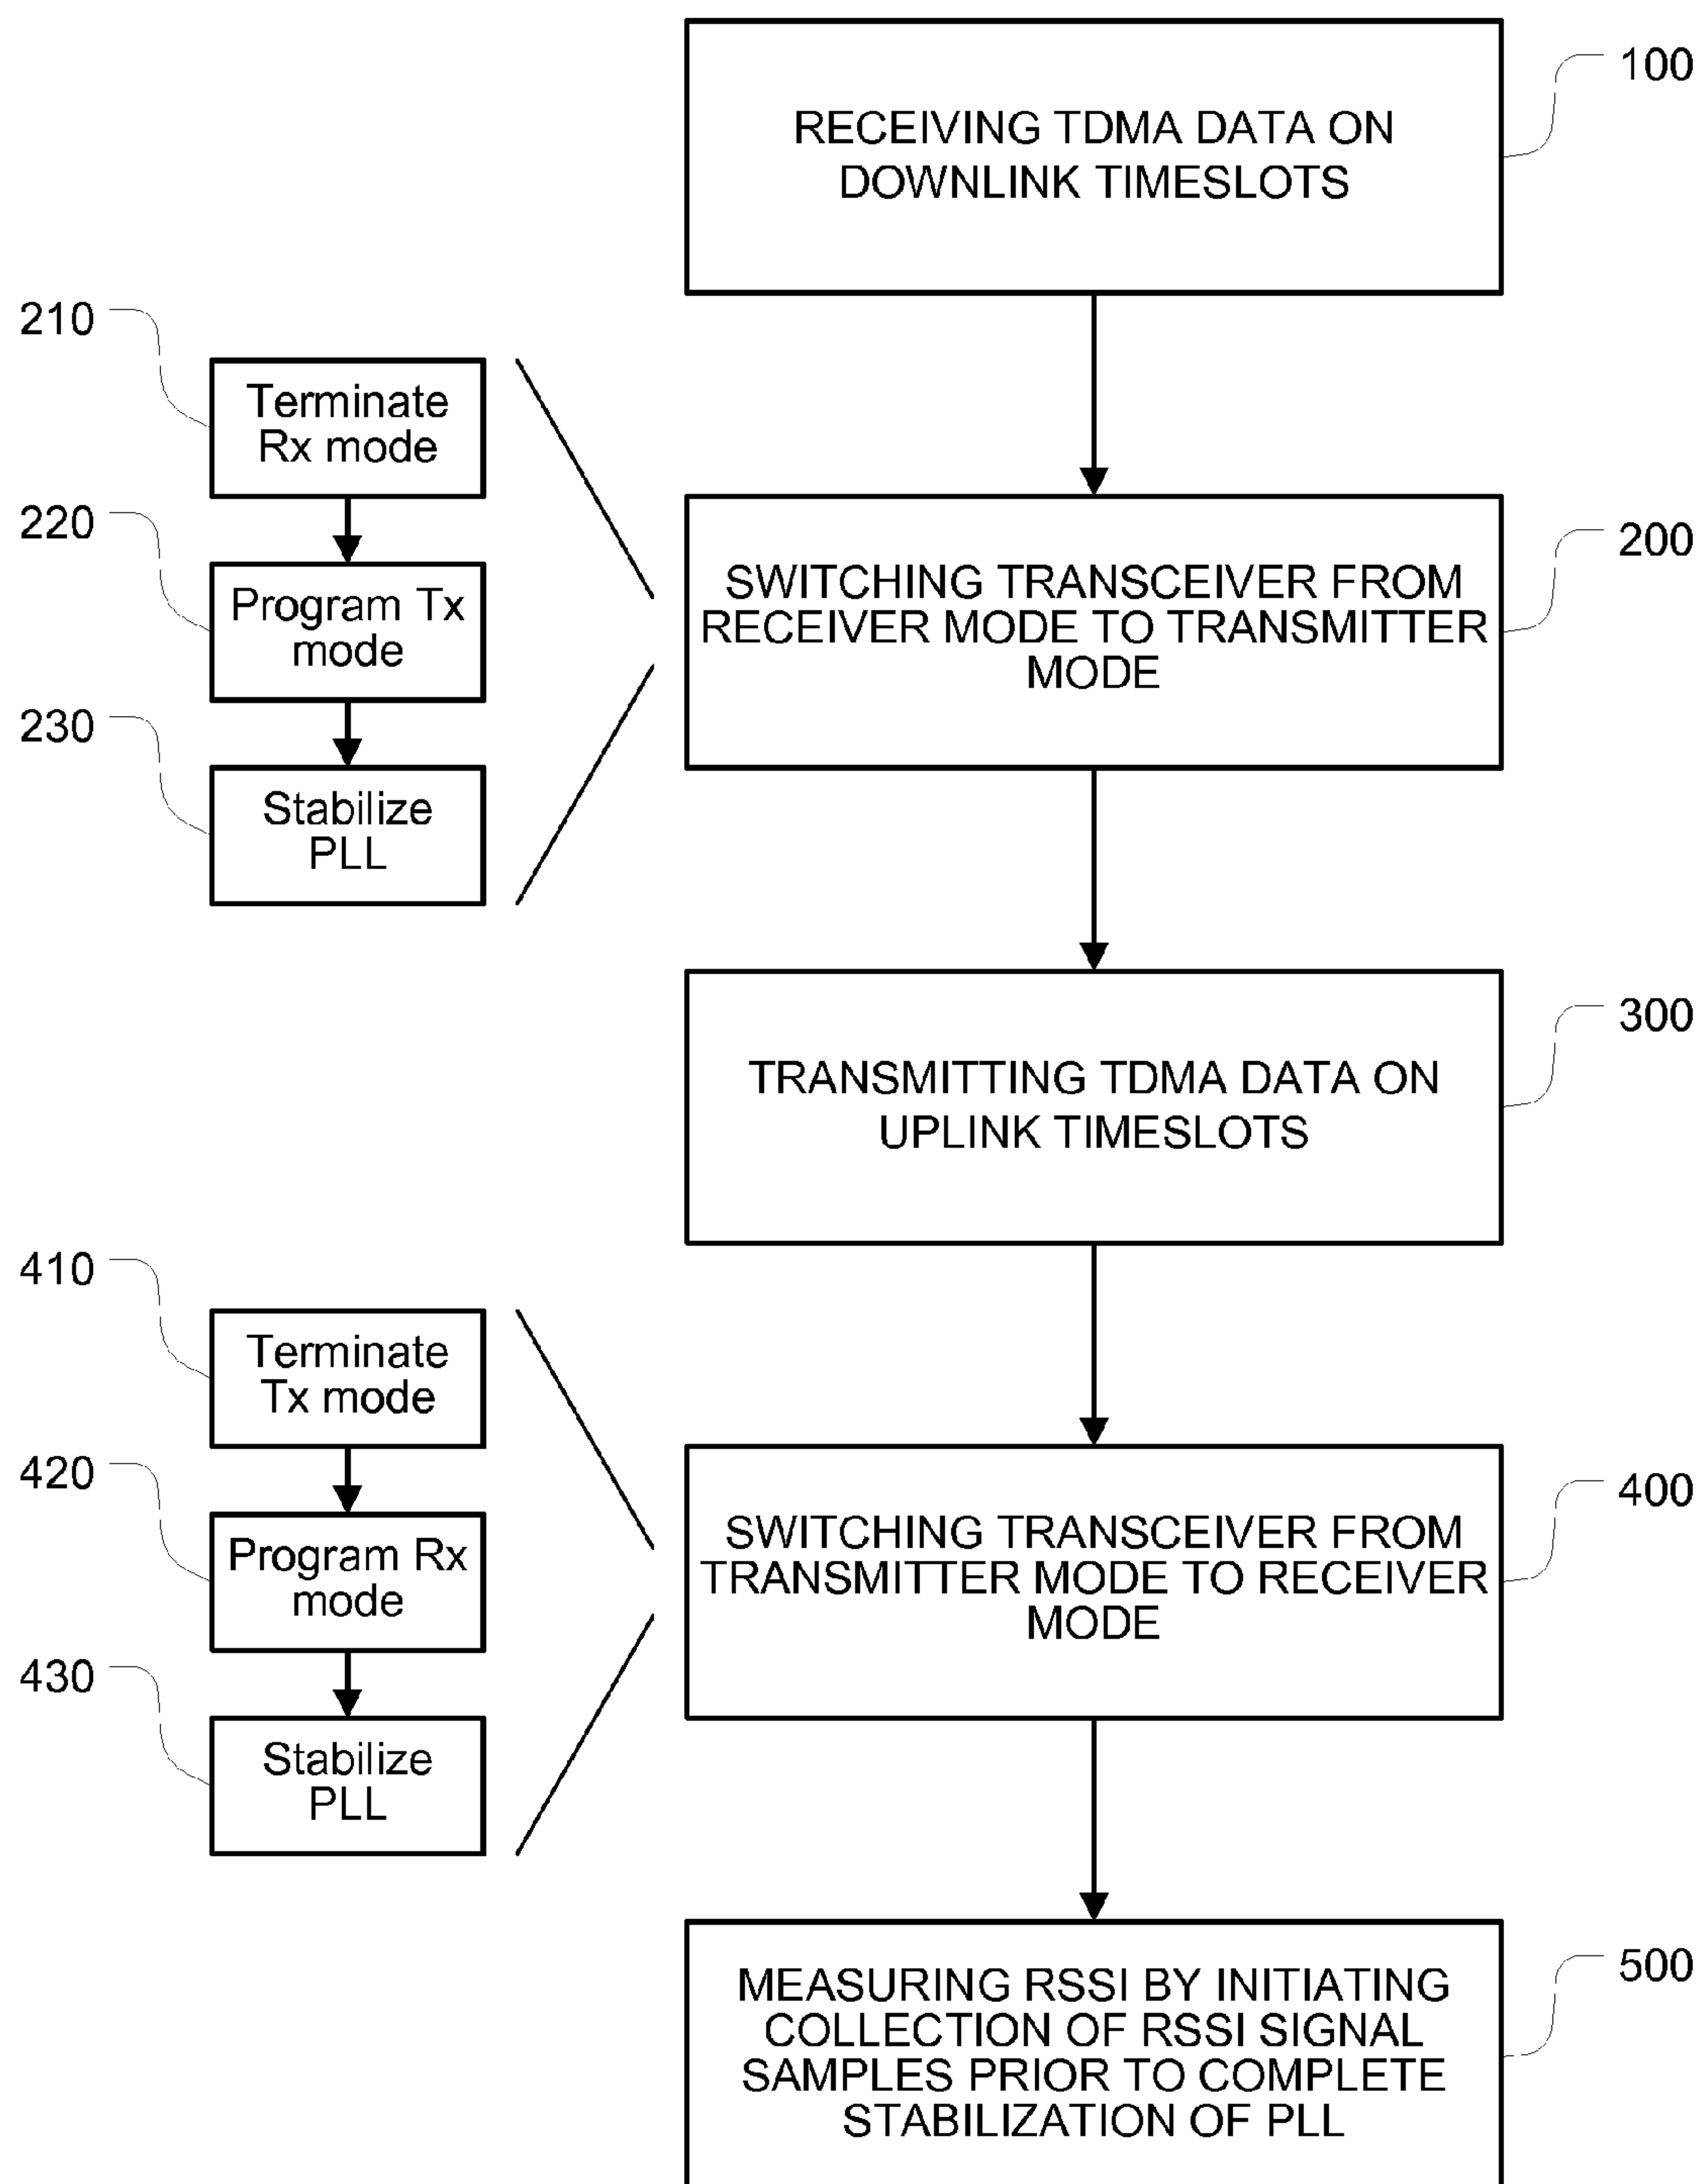 RECEIVING TDMA DATA ON
DOWNLINK TIMESLOTS
100
210
Terminate
Rx mode
220
Program Tx
mode
230
Stabilize
PLL
SWITCHING TRANSCEIVER FROM
RECEIVER MODE TO TRANSMITTER
MODE
200
TRANSMITTING TDMA DATA ON
UPLINK TIMESLOTS
300
410
Terminate
Tx mode
420
Program Rx
mode
430
Stabilize
PLL
SWITCHING TRANSCEIVER FROM
TRANSMITTER MODE TO RECEIVER
MODE
400
MEASURING RSSI BY INITIATING
COLLECTION OF RSSI SIGNAL
SAMPLES PRIOR TO COMPLETE
STABILIZATION OF PLL
500